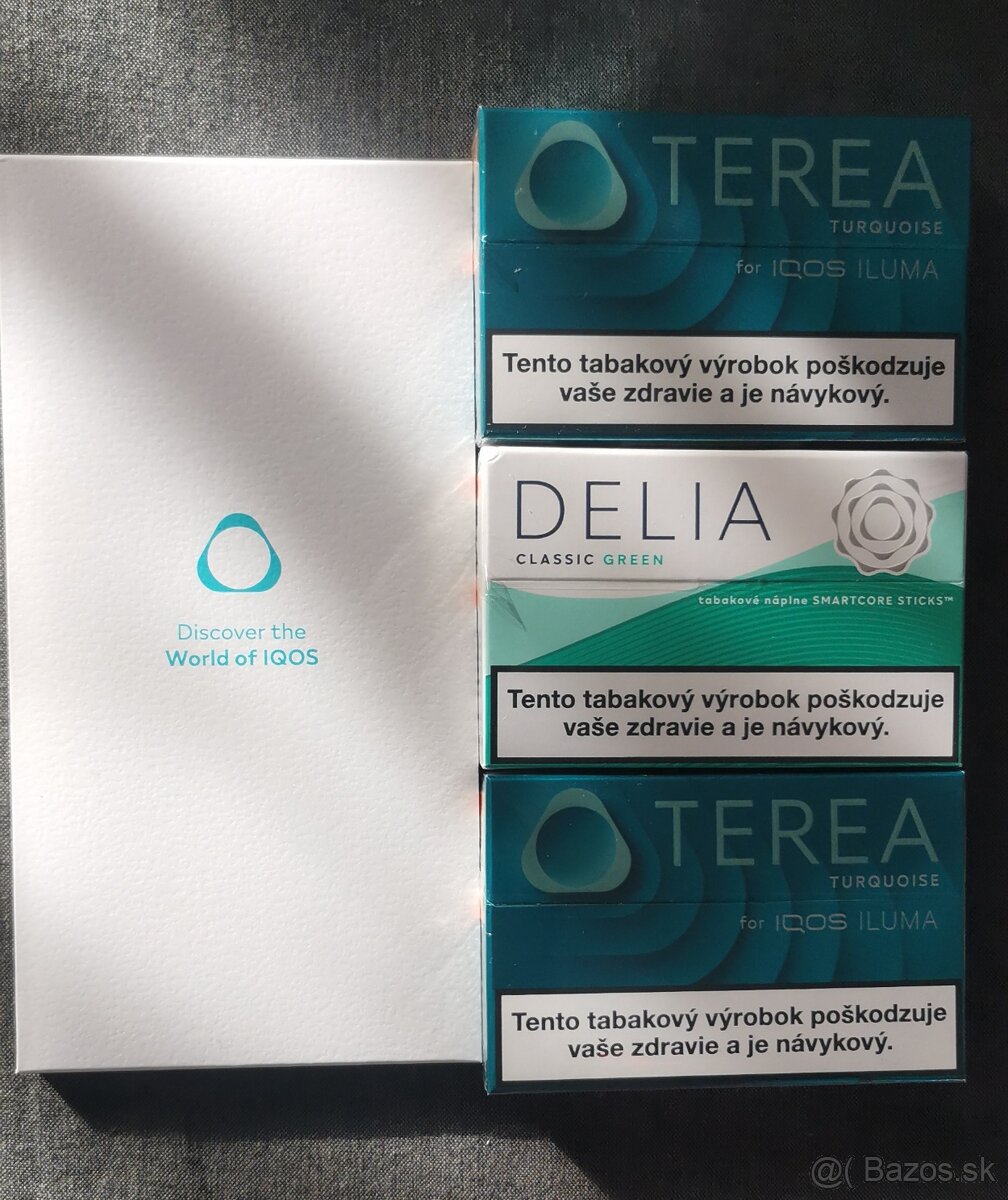 Discover the
World of IQOS
TEREA
TURQUOISE
for IQOS ILUMA
Tento tabakový výrobok poškodzuje
vaše zdravie a je návykový.
DELIA
CLASSIC GREEN
tabakové náplne SMARTCORE STICKS™
Tento tabakový výrobok poškodzuje
vaše zdravie a je návykový.
TEREA
TURQUOISE
for IQOS ILUMA
Tento tabakový výrobok poškodzuje
vaše zdravie a je návykový.
@( Bazos.sk